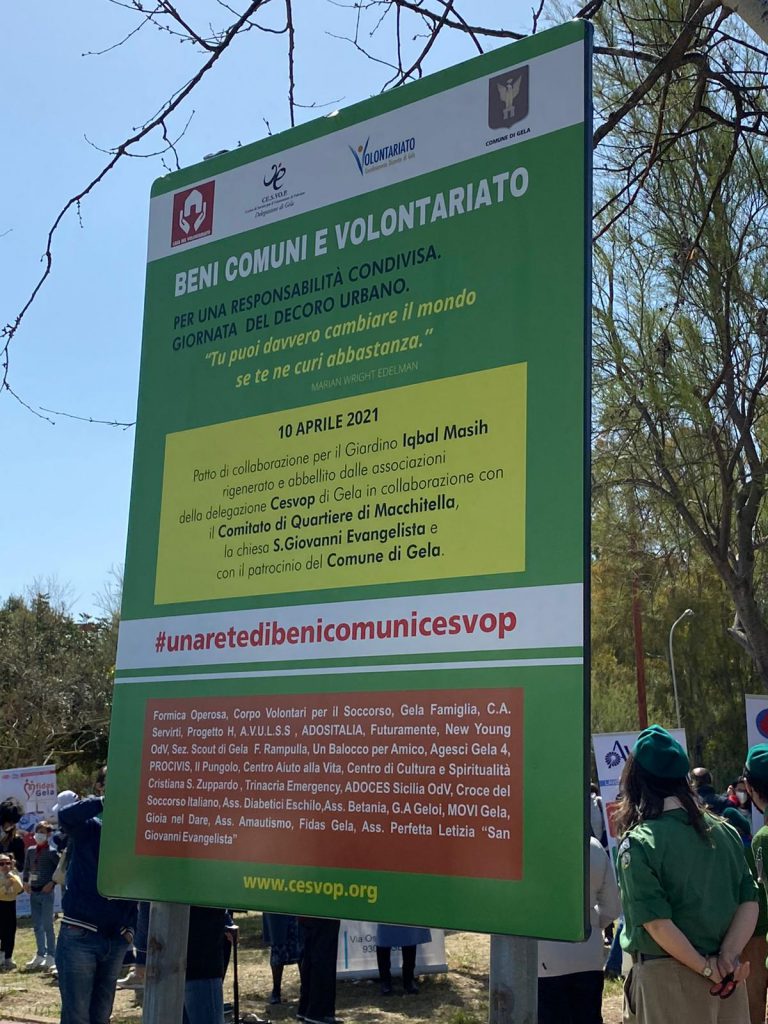 CASA DEL VOLONTARIATO
CE.S.VO.P.
Delegazione di Gela
VOLONTARIATO
COMUNE DI GELA
BENI COMUNI E VOLONTARIATO
PER UNA RESPONSABILITÀ CONDIVISA.
GIORNATA DEL DECORO URBANO.
“Tu puoi davvero cambiare il mondo
se te ne curi abbastanza.”
MARIAN WRIGHT EDELMAN
10 APRILE 2021
Patto di collaborazione per il Giardino Iqbal Masih
rigenerato e abbellito dalle associazioni
della delegazione Cesvop di Gela in collaborazione con
il Comitato di Quartiere di Macchitella,
la chiesa S.Giovanni Evangelista e
con il patrocinio del Comune di Gela.
#unaretedibenicomunicesvop
Formica Operosa, Corpo Volontari per il Soccorso, Gela Famiglia, C.A.
Servirti, Progetto H, A.V.U.L.S.S , ADOSITALIA, Futuramente, New Young
OdV, Sez. Scout di Gela F. Rampulla, Un Balocco per Amico, Agesci Gela 4,
PROCIVIS, Il Pungolo, Centro Aiuto alla Vita, Centro di Cultura e Spiritualità
Cristiana S. Zuppardo , Trinacria Emergency, ADOCES Sicilia OdV, Croce del
Soccorso Italiano, Ass. Diabetici Eschilo,Ass. Betania, G.A Geloi, MOVI Gela,
Gioia nel Dare, Ass. Amautismo, Fidas Gela, Ass. Perfetta Letizia “San
Giovanni Evangelista”
www.cesvop.org
fidas
Gela